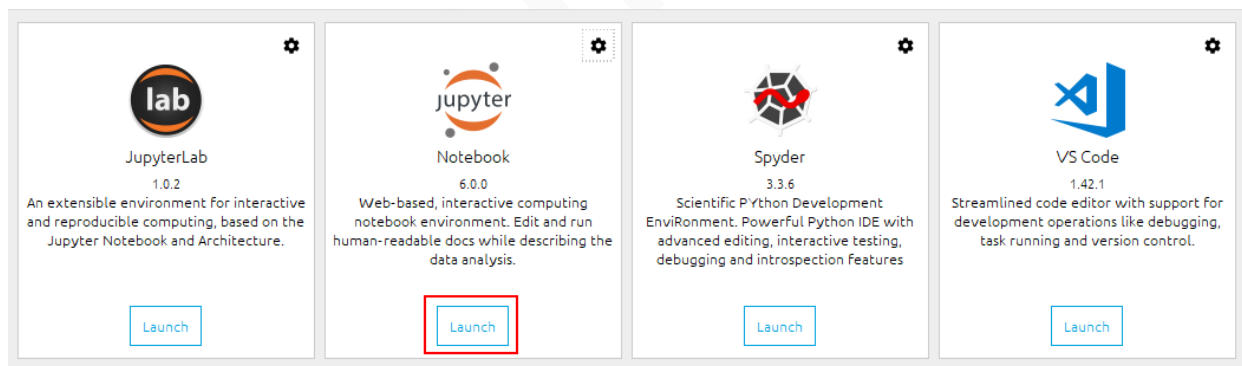 lab
JupyterLab
1.0.2
An extensible environment for interactive
and reproducible computing, based on the
Jupyter Notebook and Architecture.
Launch
jupyter
Notebook
6.0.0
Web-based, interactive computing
notebook environment. Edit and run
human-readable docs while describing the
data analysis.
Launch
Spyder
3.3.6
Scientific PYthon Development
EnviRonment. Powerful Python IDE with
advanced editing, interactive testing,
debugging and introspection features
Launch
VS Code
1.42.1
Streamlined code editor with support for
development operations like debugging,
task running and version control.
Launch